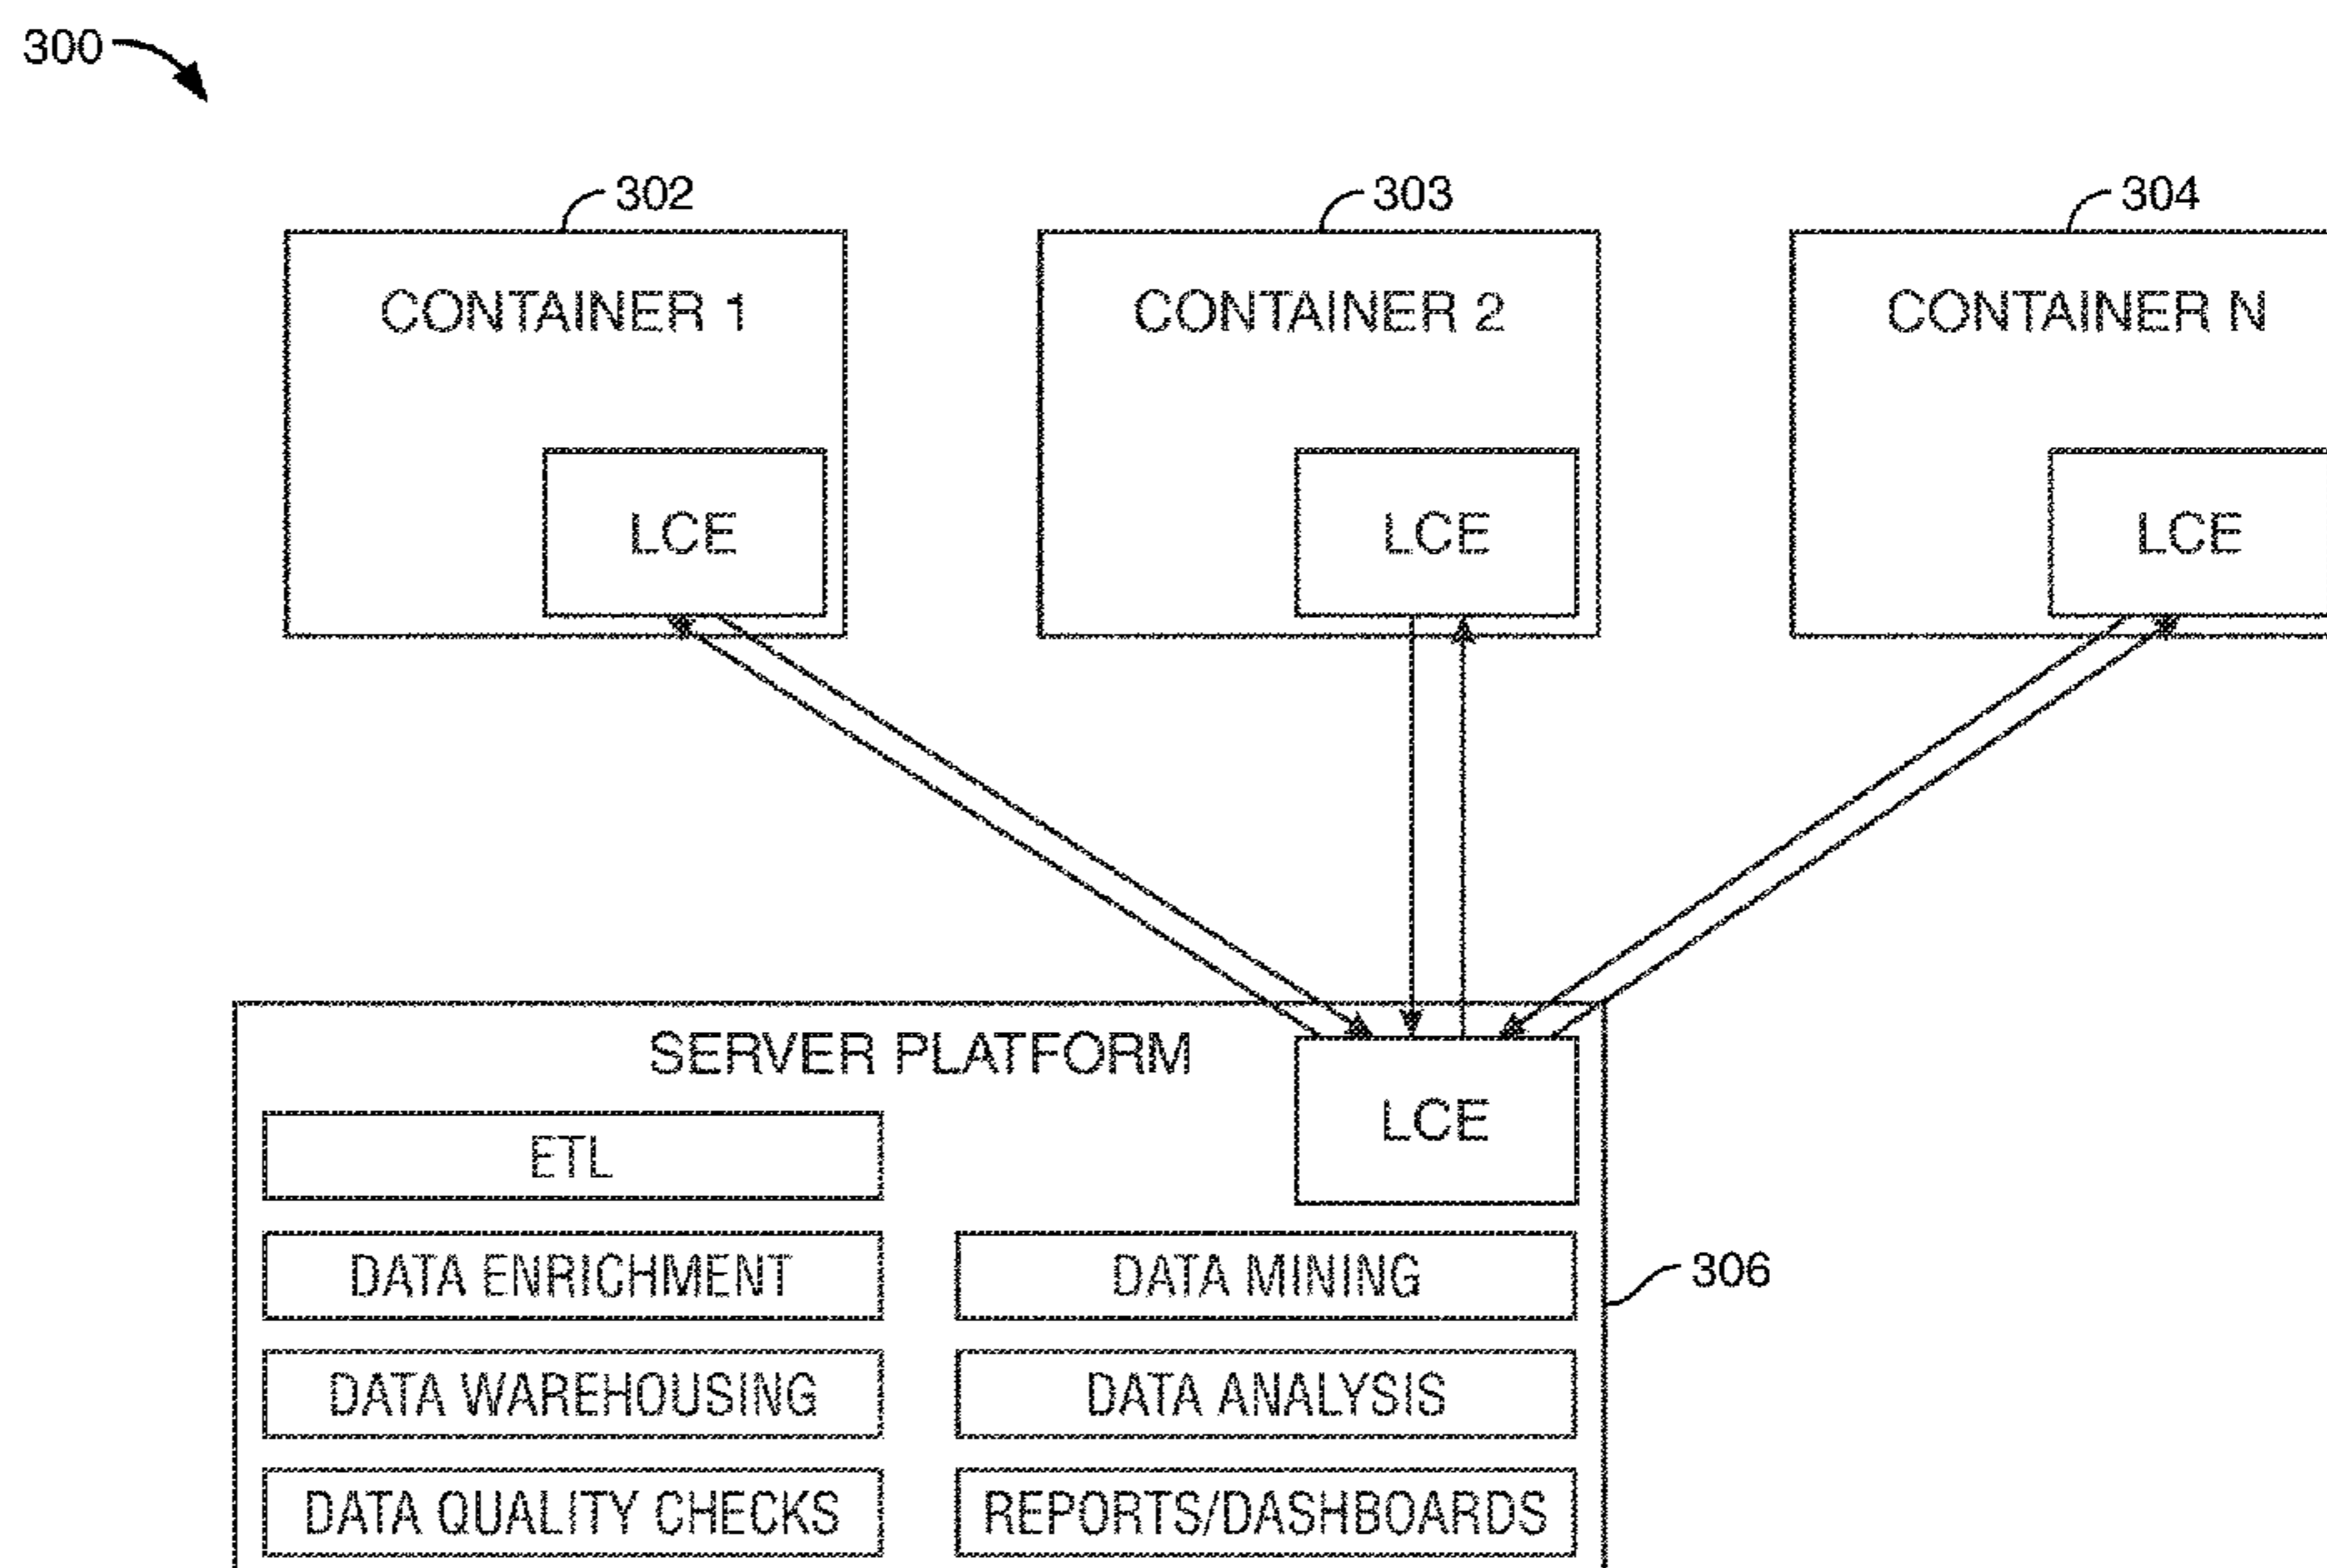 300
302 303 304
CONTAINER 1 CONTAINER 2 CONTAINER N
LCE LCE LCE
SERVER PLATFORM
LCE
ETL
DATA ENRICHMENT DATA MINING
306
DATA WAREHOUSING DATA ANALYSIS
DATA QUALITY CHECKS REPORTS/DASHBOARDS